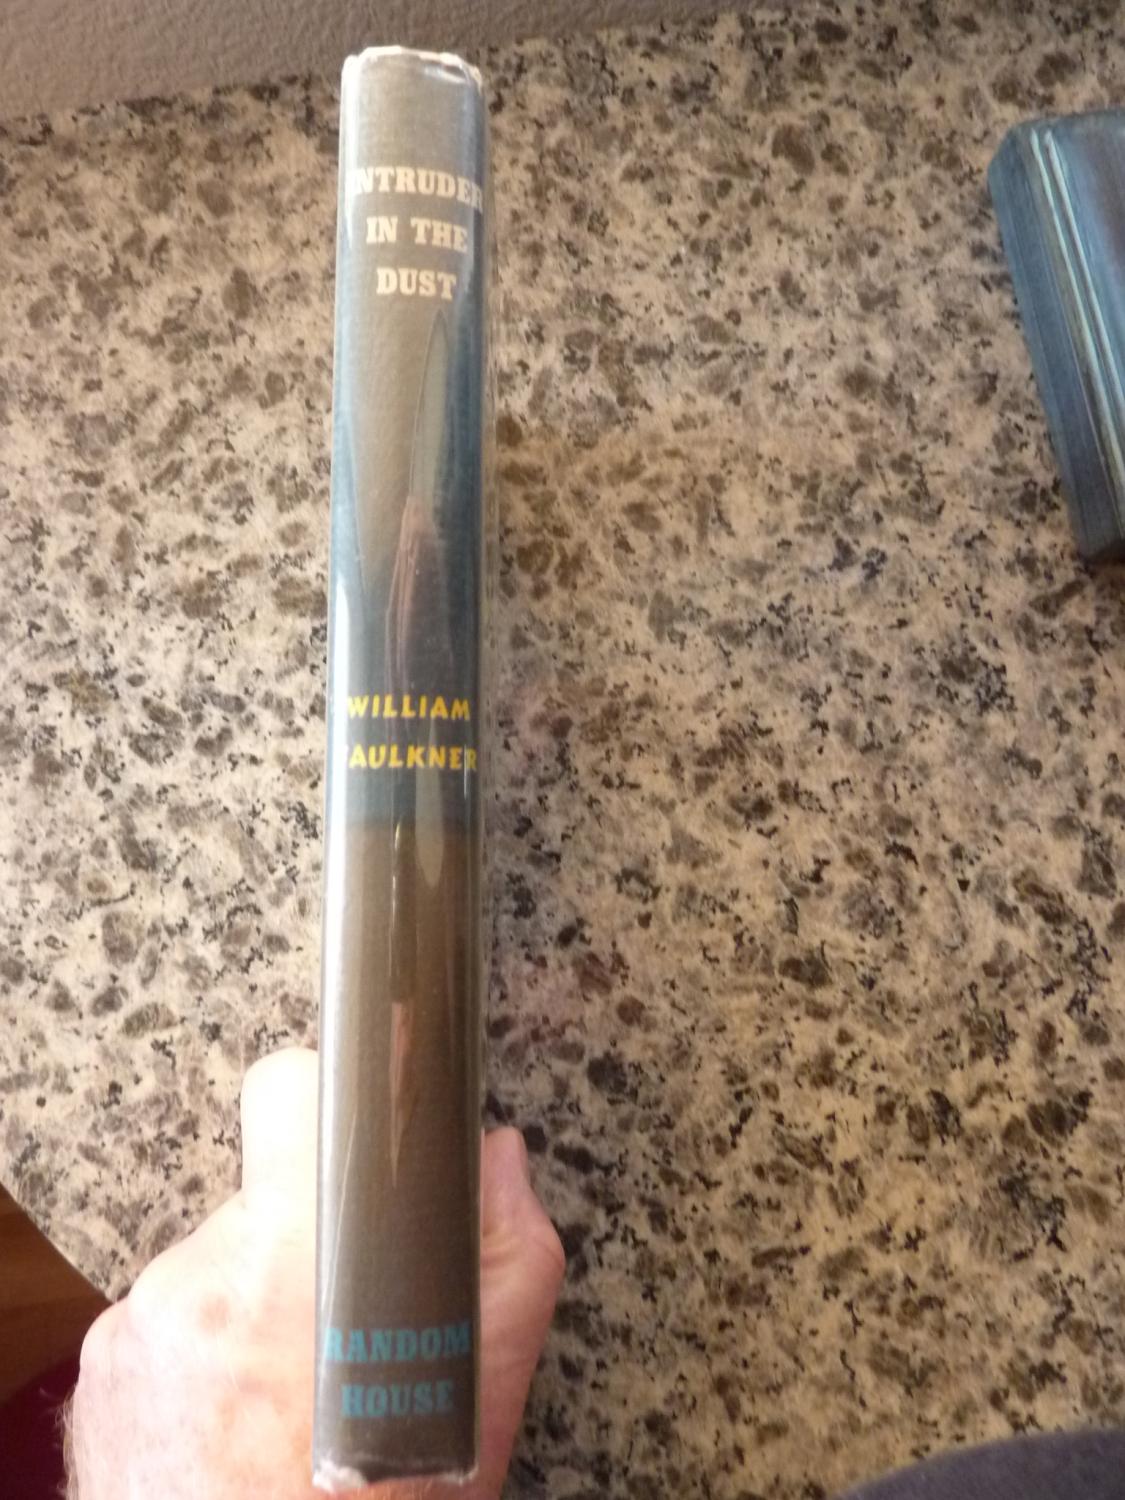 INTRUDER
IN THE
DUST
WILLIAM
FAULKNER
RANDOM
HOUSE